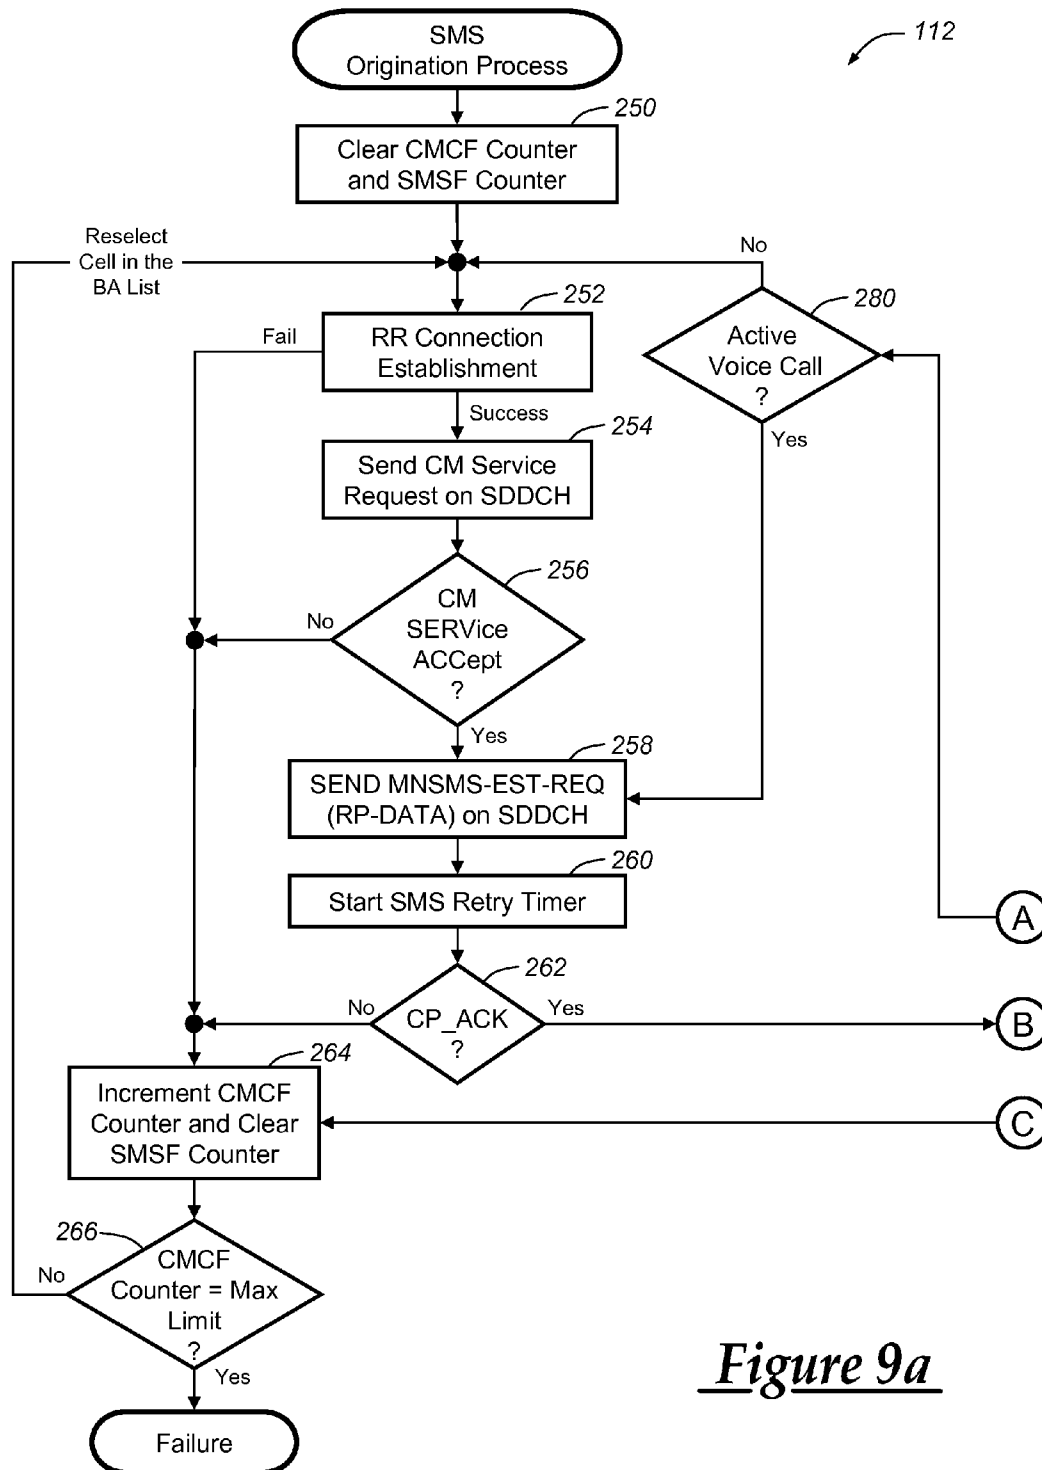 SMS
Origination Process
112
250
Clear CMCF Counter
and SMSF Counter
Reselect
Cell in the
BA List
No
252
280
Fail
RR Connection
Establishment
Active
Voice Call
?
Success
Yes
254
Send CM Service
Request on SDDCH
256
CM
SERVice
ACCept
?
No
Yes
258
SEND MNSMS-EST-REQ
(RP-DATA) on SDDCH
260
Start SMS Retry Timer
A
262
No
CP_ACK
?
Yes
B
264
Increment CMCF
Counter and Clear
SMSF Counter
C
266
CMCF
Counter = Max
Limit
?
No
Yes
Failure
Figure 9a